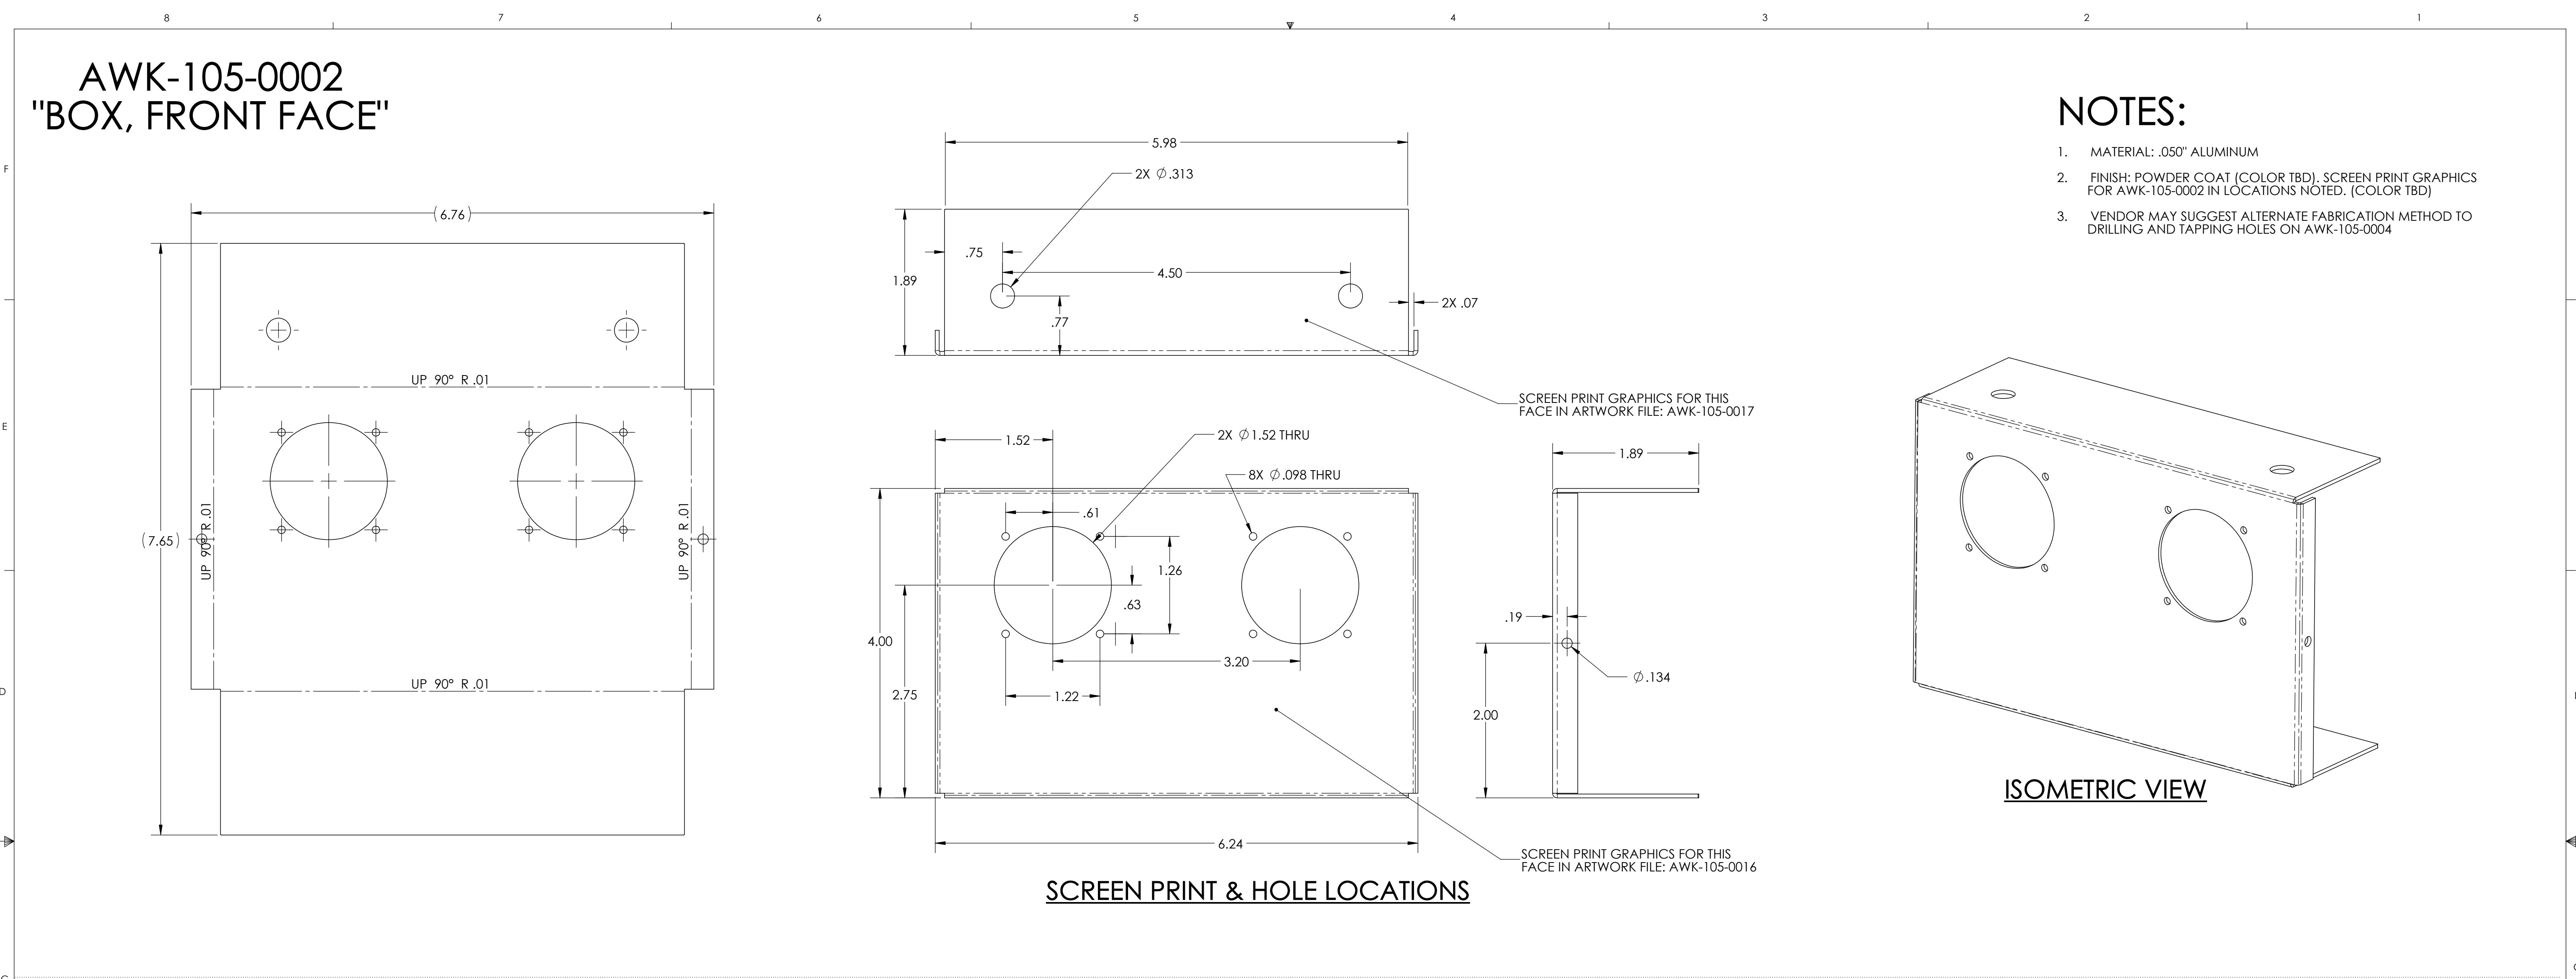 8 7 6 5 4 3 2 1
AWK-105-0002
"BOX, FRONT FACE"
NOTES:
1. MATERIAL: .050" ALUMINUM
2. FINISH: POWDER COAT (COLOR TBD). SCREEN PRINT GRAPHICS
FOR AWK-105-0002 IN LOCATIONS NOTED. (COLOR TBD)
3. VENDOR MAY SUGGEST ALTERNATE FABRICATION METHOD TO
DRILLING AND TAPPING HOLES ON AWK-105-0004
F
E
D
(6.76)
(7.65)
UP 90° R .01
UP 90° R .01
UP 90° R .01
UP 90° R .01
5.98
2X ∅.313
.75
1.89
4.50
.77
2X .07
SCREEN PRINT GRAPHICS FOR THIS
FACE IN ARTWORK FILE: AWK-105-0017
1.52
2X ∅1.52 THRU
8X ∅.098 THRU
.61
1.26
.63
4.00
3.20
2.75
1.22
6.24
1.89
.19
∅.134
2.00
SCREEN PRINT GRAPHICS FOR THIS
FACE IN ARTWORK FILE: AWK-105-0016
SCREEN PRINT & HOLE LOCATIONS
ISOMETRIC VIEW